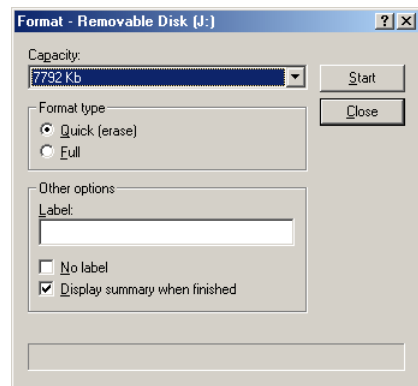 Format - Removable Disk (J:)
Capacity:
7792 Kb
Start
Format type
Close
Quick (erase)
Full
Other options
Label:
No label
Display summary when finished